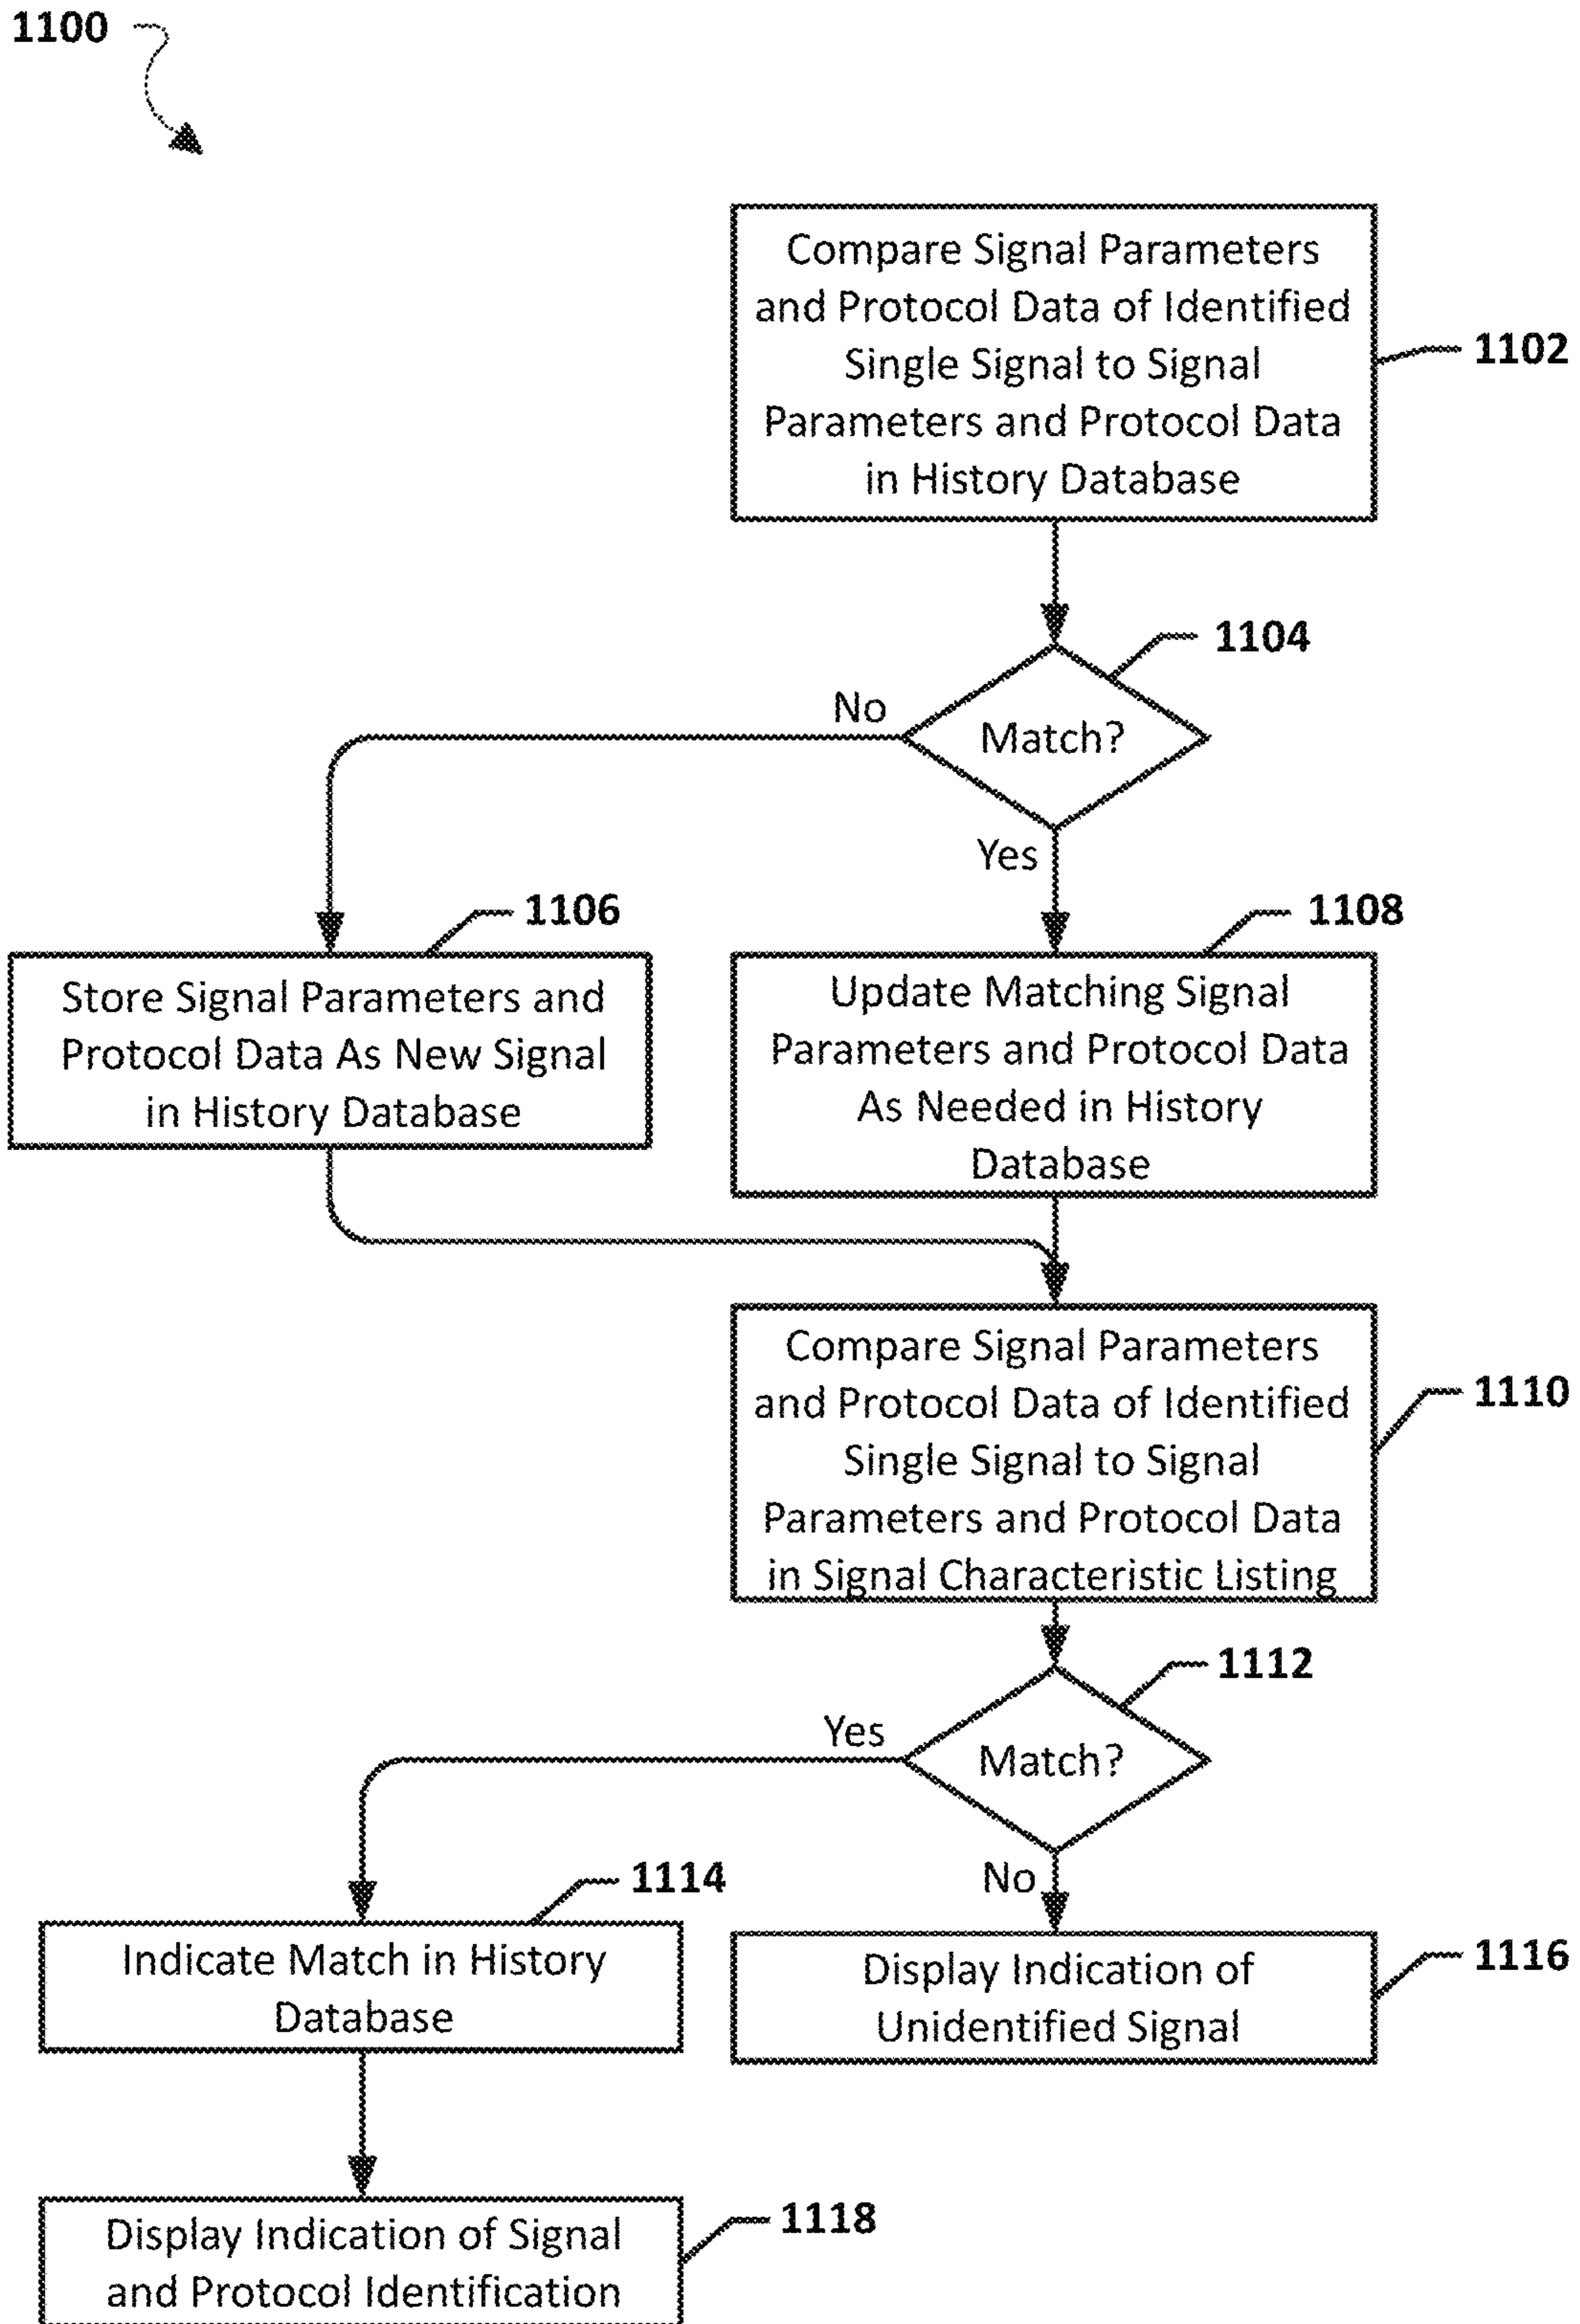 1100
Compare Signal Parameters
and Protocol Data of Identified
Single Signal to Signal
Parameters and Protocol Data
in History Database
1102
1104
Match?
No
Yes
1106
Store Signal Parameters and
Protocol Data As New Signal
in History Database
1108
Update Matching Signal
Parameters and Protocol Data
As Needed in History
Database
Compare Signal Parameters
and Protocol Data of Identified
Single Signal to Signal
Parameters and Protocol Data
in Signal Characteristic Listing
1110
1112
Match?
Yes
No
1114
Indicate Match in History
Database
Display Indication of
Unidentified Signal
1116
Display Indication of Signal
and Protocol Identification
1118